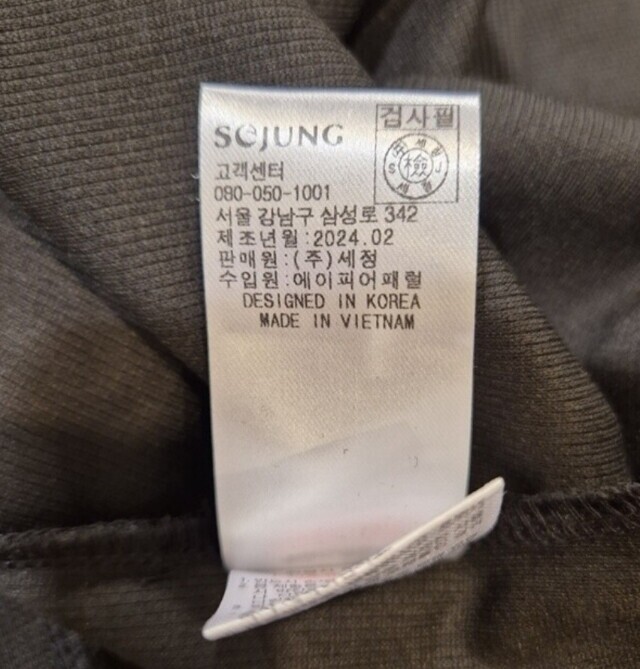 검사필
SEJUNG
고객센터
檢
080-050-1001
서울 강남구 삼성로 342
제조년월:2024.02
판매원:(주)세정
수입원:에이피어패럴
DESIGNED IN KOREA
MADE IN VIETNAM